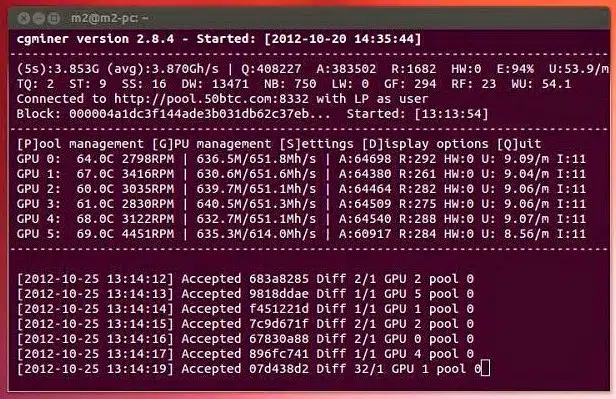 m2@m2-pc: ~
cgminer version 2.8.4 - Started: [2012-10-20 14:35:44]
(5s):3.853G (avg):3.870Gh/s | Q:408227 A:383502 R:1682 HW:0 E:94% U:53.9/m
TQ: 2 ST: 9 SS: 16 DW: 13471 NB: 750 LW: 0 GF: 294 RF: 23 WU: 54.1
Connected to http://pool.50btc.com:8332 with LP as user
Block: 000004a1dc3f144ade3b031db62c37eb... Started: [13:13:54]
[P]ool management [G]PU management [S]ettings [D]isplay options [Q]uit
GPU 0: 64.0C 2798RPM | 636.5M/651.8Mh/s | A:64698 R:292 HW:0 U: 9.09/m I:11
GPU 1: 67.0C 3416RPM | 630.6M/651.6Mh/s | A:64380 R:261 HW:0 U: 9.04/m I:11
GPU 2: 60.0C 3035RPM | 639.7M/651.1Mh/s | A:64464 R:282 HW:0 U: 9.06/m I:11
GPU 3: 61.0C 2830RPM | 640.5M/651.3Mh/s | A:64509 R:275 HW:0 U: 9.06/m I:11
GPU 4: 68.0C 3122RPM | 632.7M/651.1Mh/s | A:64540 R:288 HW:0 U: 9.07/m I:11
GPU 5: 69.0C 4451RPM | 635.3M/614.0Mh/s | A:60917 R:284 HW:0 U: 8.56/m I:11
[2012-10-25 13:14:12] Accepted 683a8285 Diff 2/1 GPU 2 pool 0
[2012-10-25 13:14:13] Accepted 9818ddae Diff 1/1 GPU 5 pool 0
[2012-10-25 13:14:14] Accepted f451221d Diff 1/1 GPU 1 pool 0
[2012-10-25 13:14:15] Accepted 7c9d671f Diff 2/1 GPU 2 pool 0
[2012-10-25 13:14:16] Accepted 67830a88 Diff 2/1 GPU 0 pool 0
[2012-10-25 13:14:17] Accepted 896fc741 Diff 1/1 GPU 4 pool 0
[2012-10-25 13:14:19] Accepted 07d438d2 Diff 32/1 GPU 1 pool 0